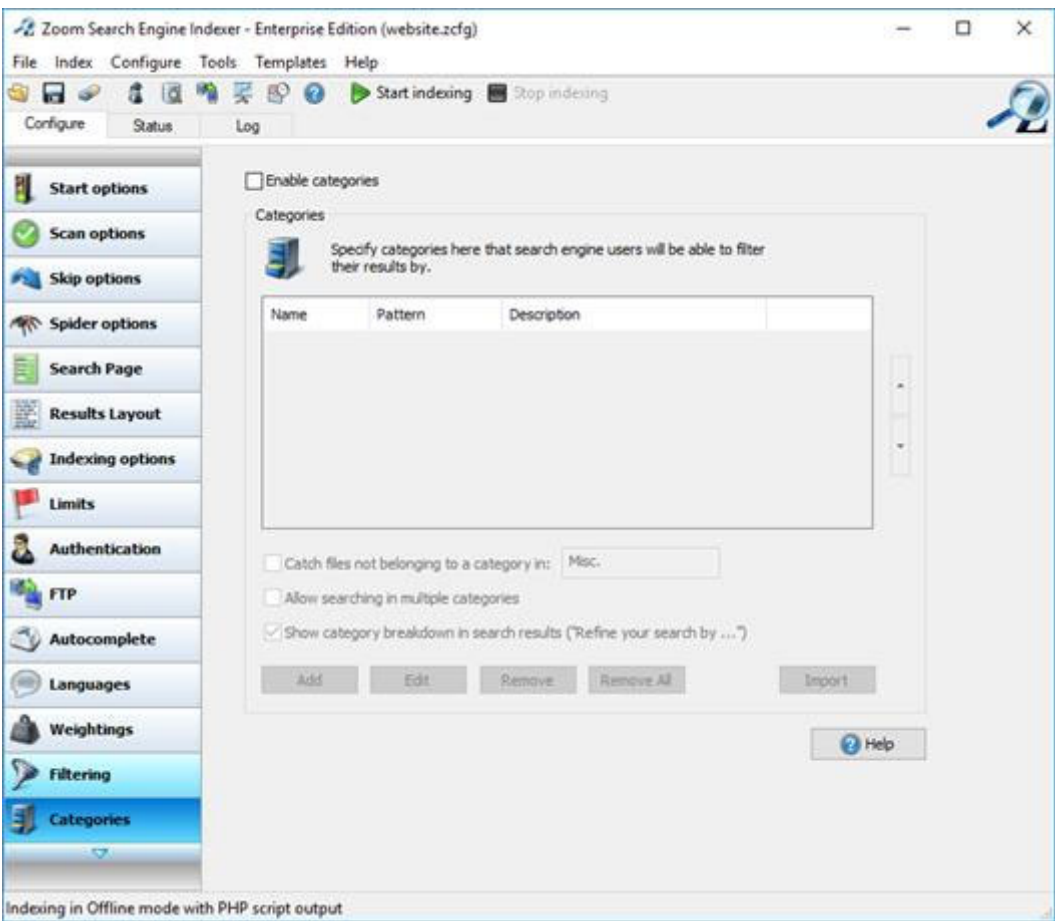 Zoom Search Engine Indexer - Enterprise Edition (website.zcfg)
File Index Configure Tools Templates Help
Start indexing Stop indexing
Configure Status Log
Start options
Scan options
Skip options
Spider options
Search Page
Results Layout
Indexing options
Limits
Authentication
FTP
Autocomplete
Languages
Weightings
Filtering
Categories
Enable categories
Categories
Specify categories here that search engine users will be able to filter
their results by.
Name Pattern Description
Catch files not belonging to a category in: Misc.
Allow searching in multiple categories
Show category breakdown in search results ("Refine your search by ...")
Add Edit Remove Remove All Import
Help
Indexing in Offline mode with PHP script output